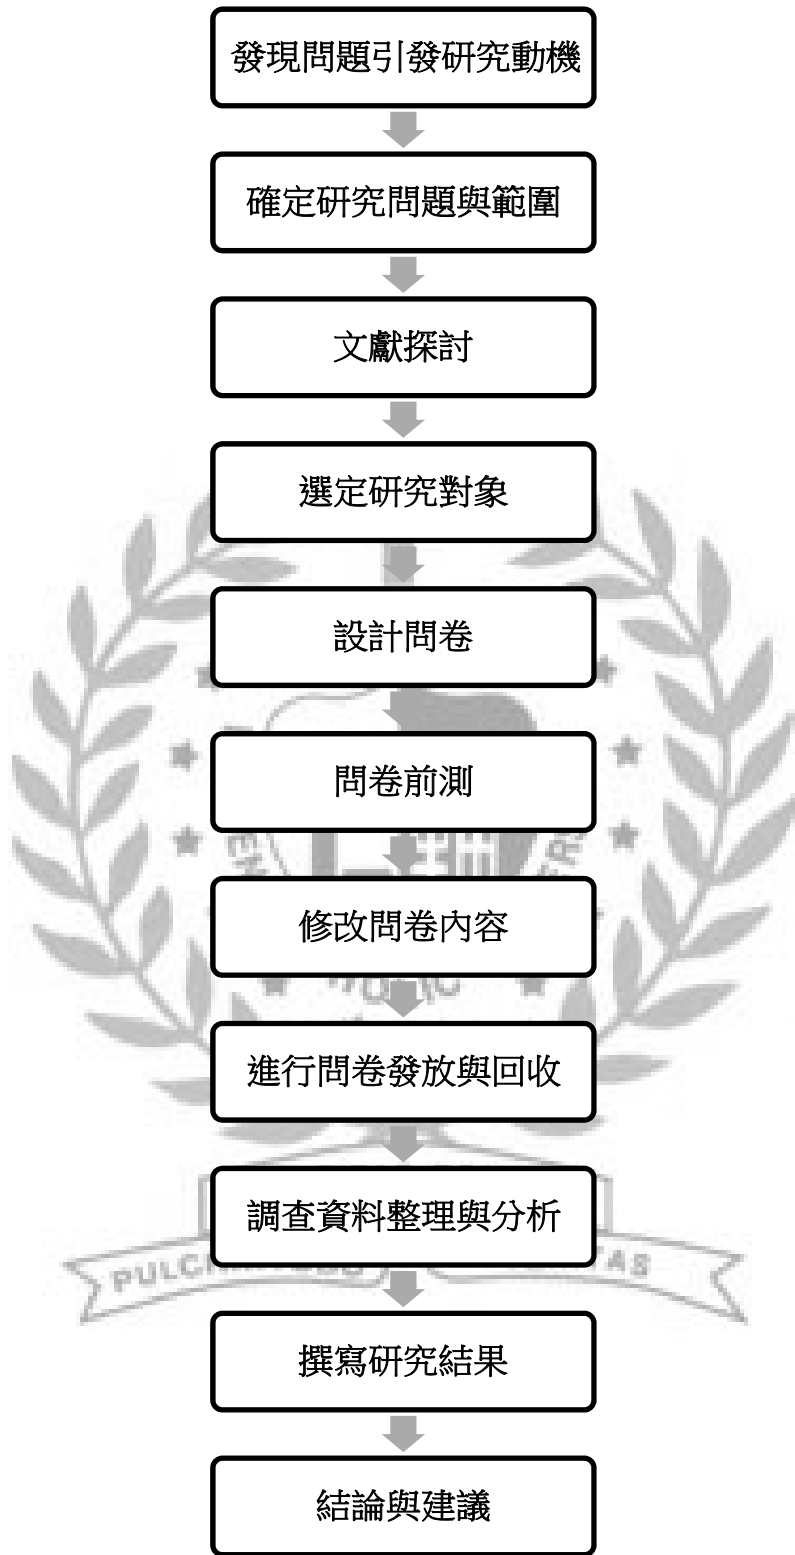 發現問題引發研究動機
確定研究問題與範圍
文獻探討
選定研究對象
設計問卷
問卷前測
修改問卷內容
進行問卷發放與回收
調查資料整理與分析
撰寫研究結果
結論與建議